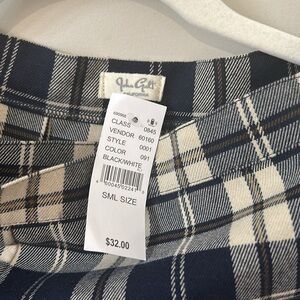 John Galt
CLASS 0845
VENDOR 60160
STYLE 0001
COLOR 091
BLACK/WHITE
SML SIZE
$32.00